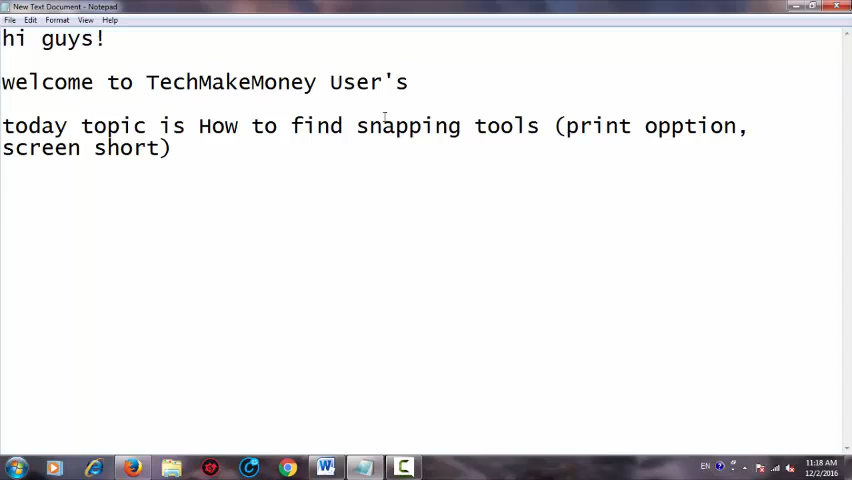 New Text Document - Notepad
File Edit Format View Help
hi guys!
welcome to TechMakeMoney User's
today topic is How to find snapping tools (print opption,
screen short)
EN
11:18 AM
12/2/2016